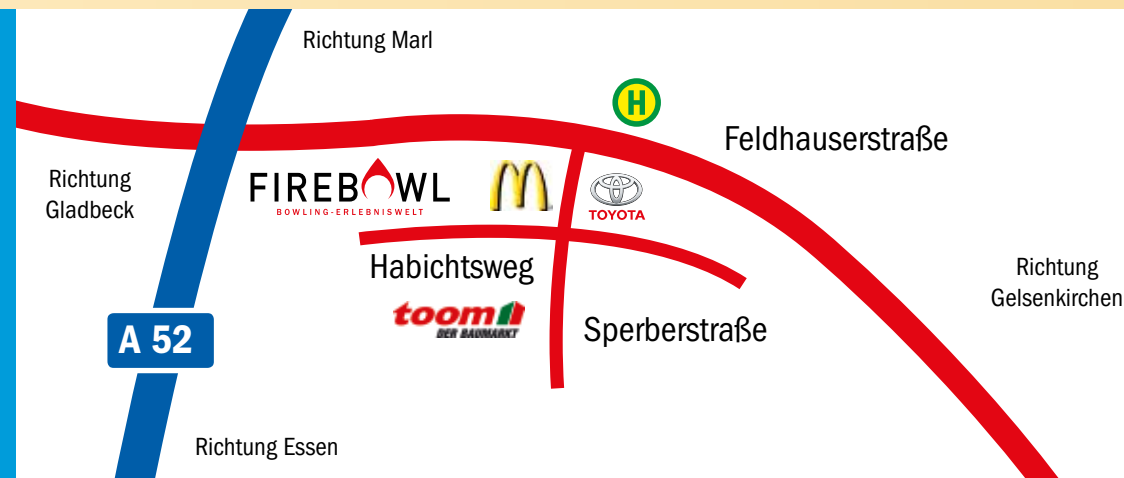 Richtung Marl
H
Feldhauserstraße
Richtung
Gladbeck
FIREBOWL
BOWLING-ERLEBNISWELT
M
TOYOTA
Habichtsweg
Richtung
Gelsenkirchen
toom
DER BAUMARKT
Sperberstraße
A 52
Richtung Essen